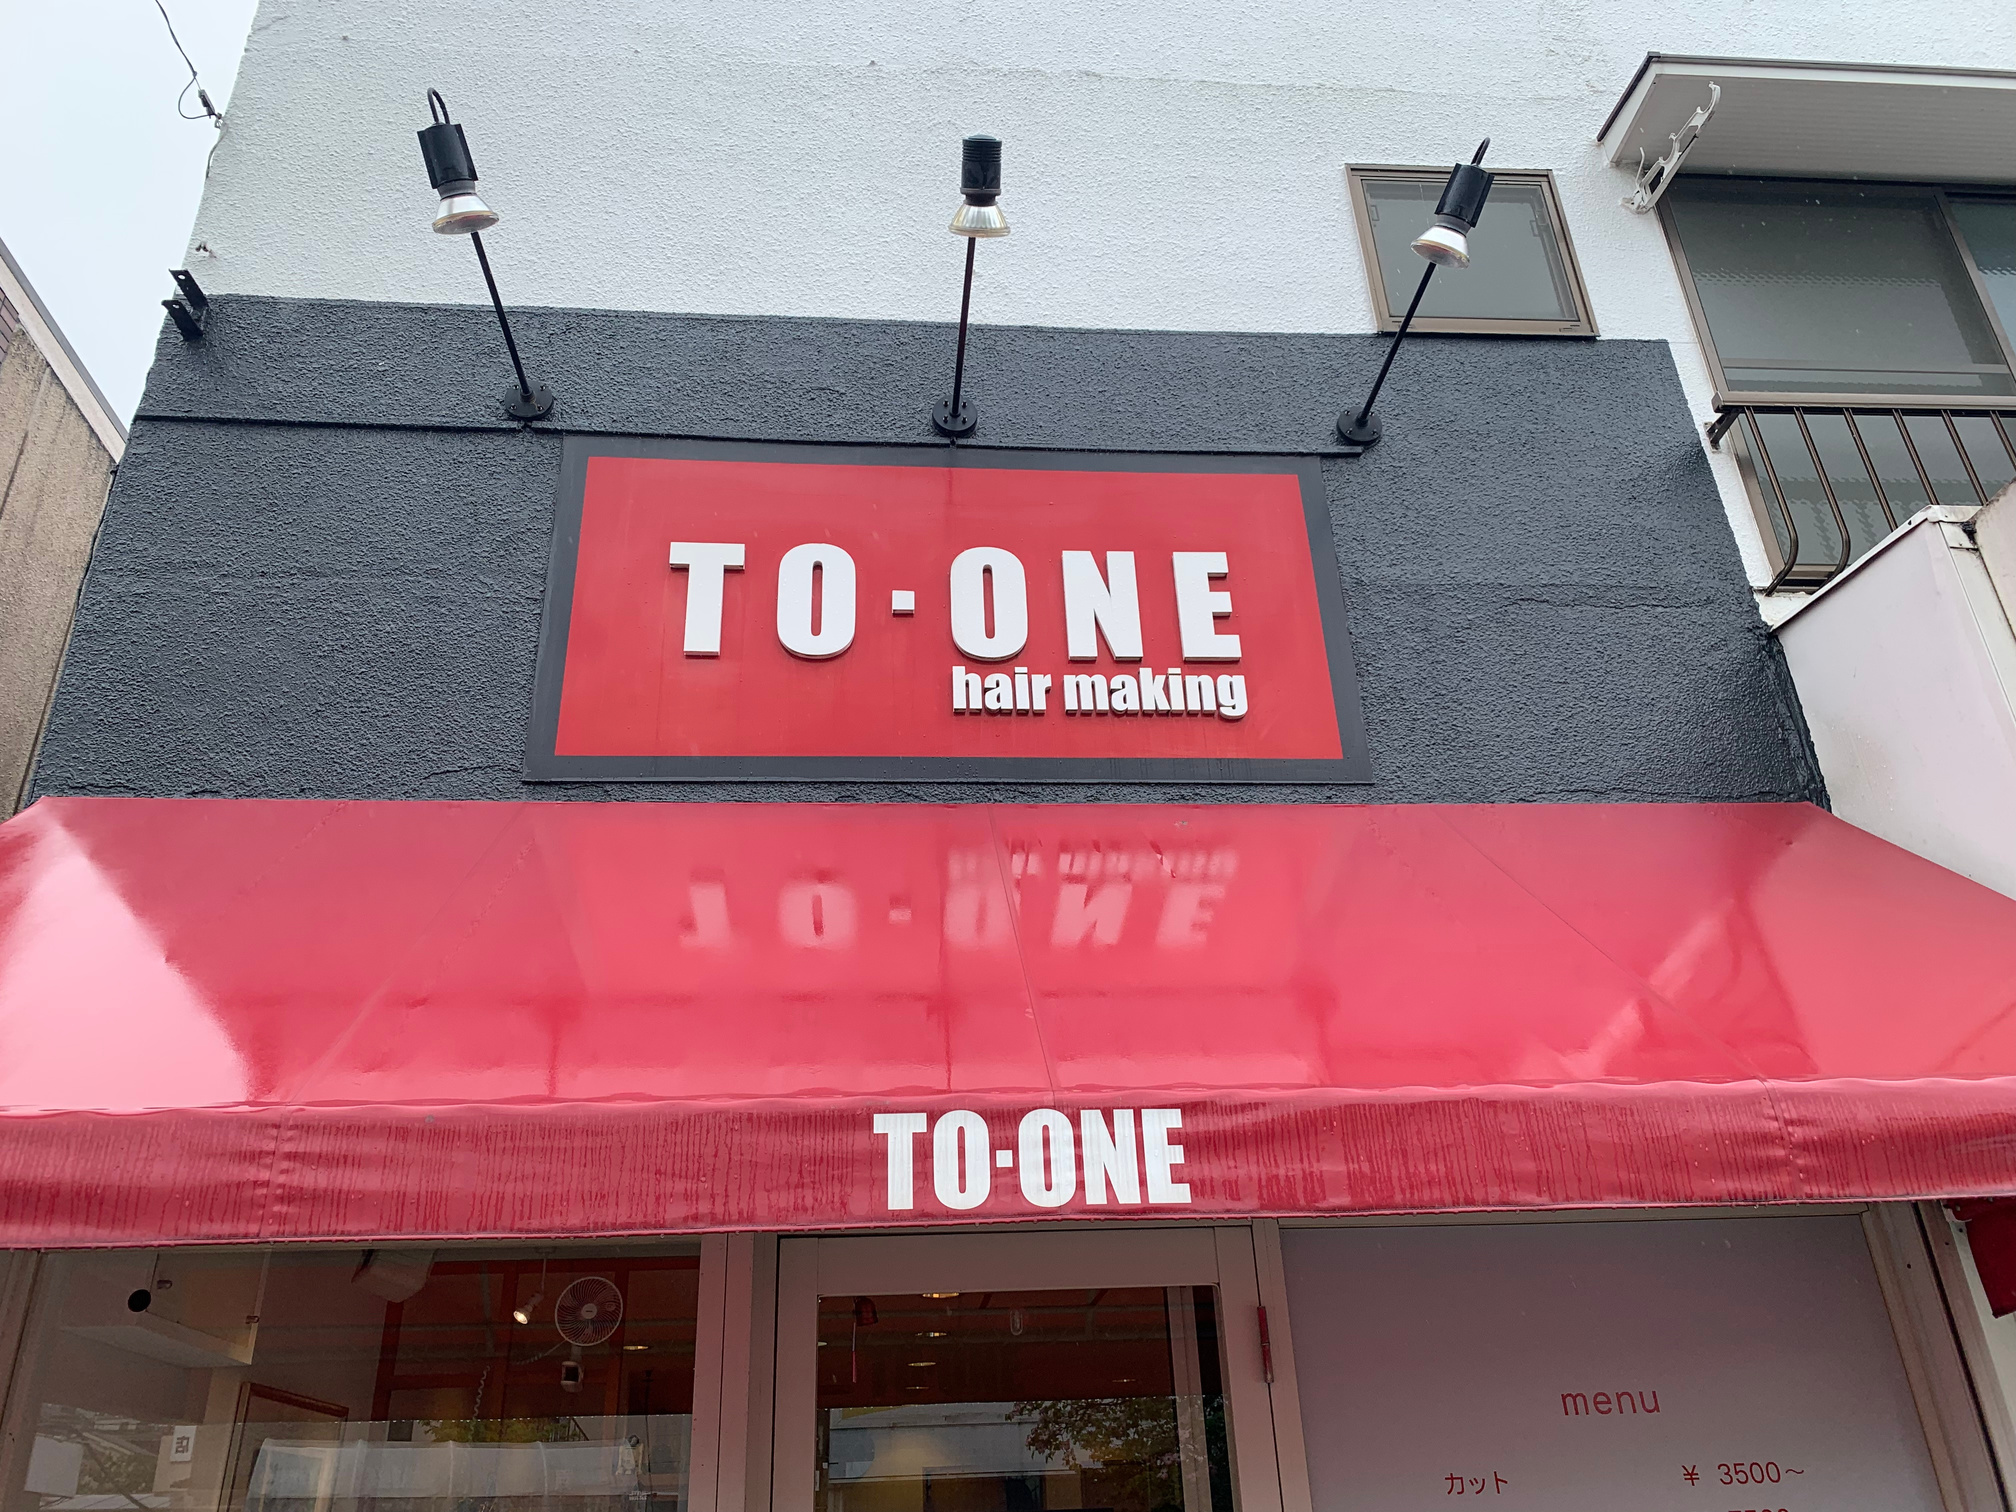 TO·ONE
hair making
TO·ONE
menu
カット ¥ 3500〜